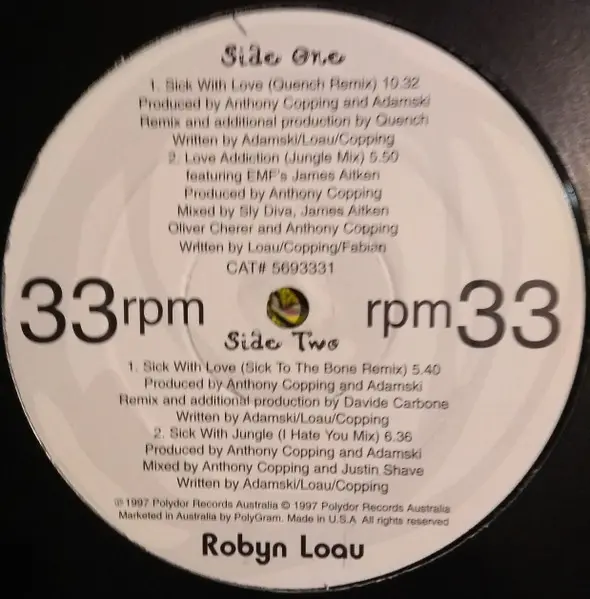 Side One
1. Sick With Love (Quench Remix) 10.32
Produced by Anthony Copping and Adamski
Remix and additional production by Quench
Written by Adamski/Loau/Copping
2. Love Addiction (Jungle Mix) 5.50
featuring EMF's James Aitken
Produced by Anthony Copping
Mixed by Sly Diva, James Aitken
Oliver Cherer and Anthony Copping
Written by Loau/Copping/Fabian
CAT# 5693331
33rpm rpm33
Side Two
1. Sick With Love (Sick To The Bone Remix) 5.40
Produced by Anthony Copping and Adamski
Remix and additional production by Davide Carbone
Written by Adamski/Loau/Copping
2. Sick With Jungle (I Hate You Mix) 6.36
Produced by Anthony Copping and Adamski
Mixed by Anthony Copping and Justin Shave
Written by Adamski/Loau/Copping
℗ 1997 Polydor Records Australia © 1997 Polydor Records Australia
Marketed in Australia by PolyGram. Made in U.S.A All rights reserved
Robyn Loau